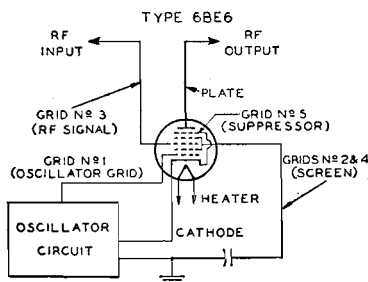 TYPE 6BE6
RF
INPUT
RF
OUTPUT
PLATE
GRID Nº 3
(RF SIGNAL)
GRID Nº 5
(SUPPRESSOR)
GRID Nº 1
(OSCILLATOR GRID)
GRIDS Nº 2 & 4
(SCREEN)
HEATER
OSCILLATOR
CIRCUIT
CATHODE